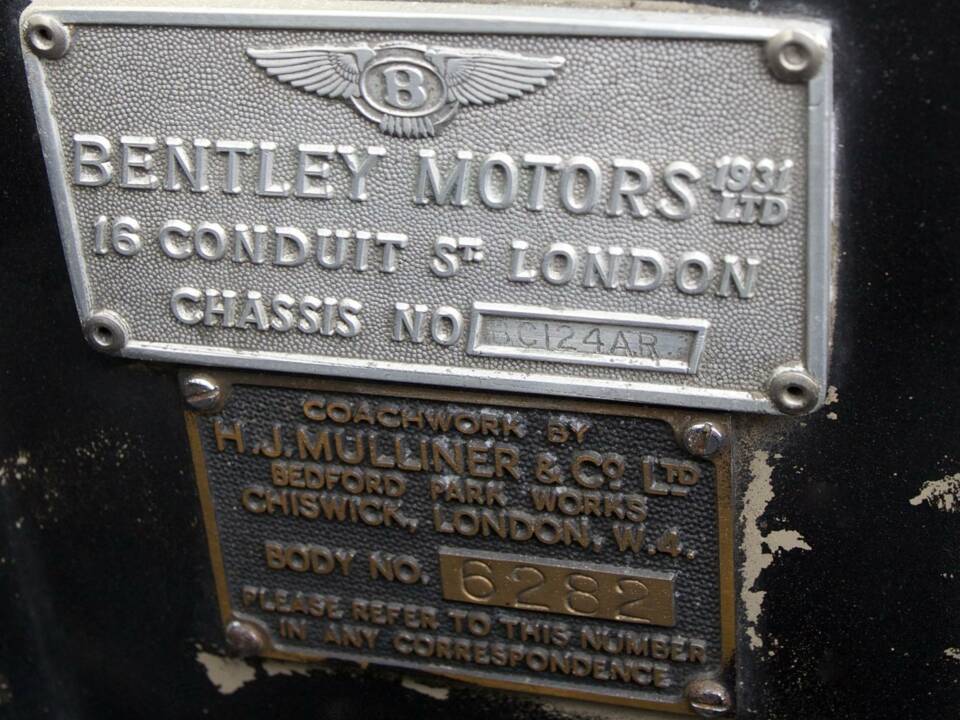 B
BENTLEY MOTORS 1931 LTD
16 CONDUIT ST LONDON
CHASSIS NO BC124AR
COACHWORK BY
H.J. MULLINER & CO LTD
BEDFORD PARK WORKS
CHISWICK, LONDON, W.4.
BODY NO. 6282
PLEASE REFER TO THIS NUMBER
IN ANY CORRESPONDENCE